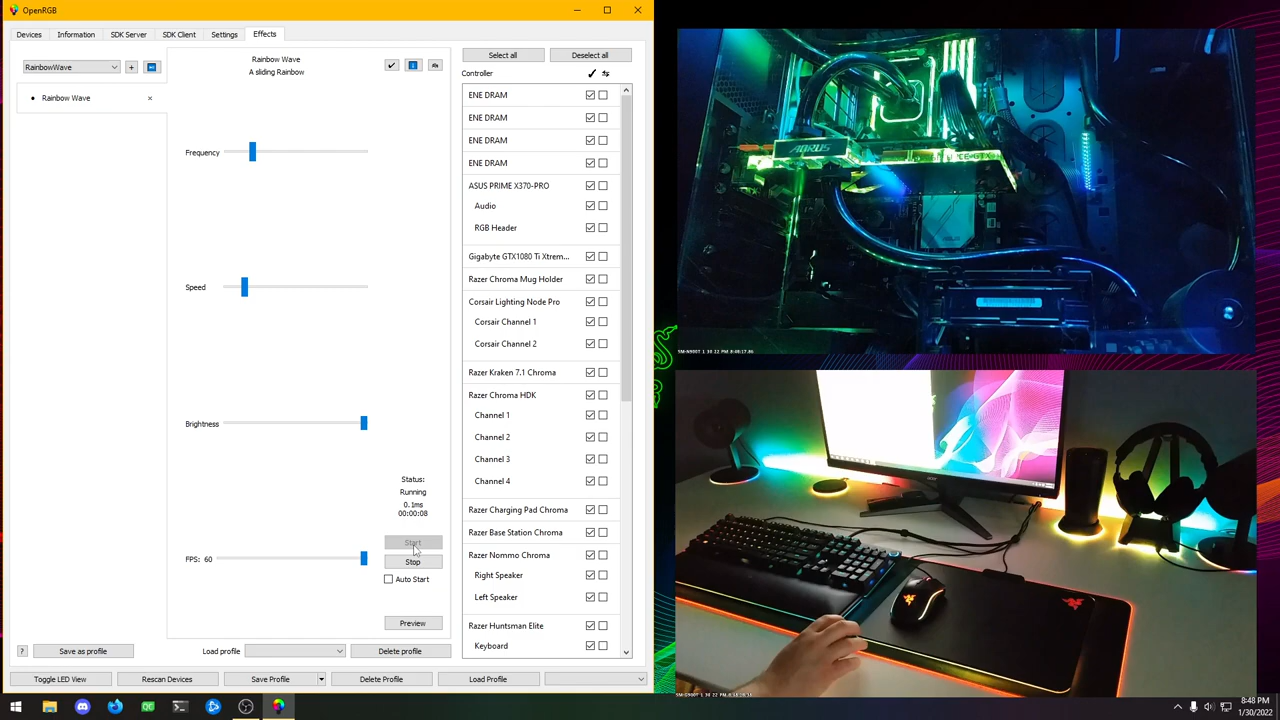 OpenRGB
Devices
Information
SDK Server
SDK Client
Settings
Effects
RainbowWave
+
Rainbow Wave
×
Rainbow Wave
A sliding Rainbow
Frequency
Speed
Brightness
FPS: 60
Status:
Running
0.1ms
00:00:08
Start
Stop
Auto Start
Preview
Select all
Deselect all
Controller
ENE DRAM
ENE DRAM
ENE DRAM
ENE DRAM
ASUS PRIME X370-PRO
Audio
RGB Header
Gigabyte GTX1080 Ti Xtrem...
Razer Chroma Mug Holder
Corsair Lighting Node Pro
Corsair Channel 1
Corsair Channel 2
Razer Kraken 7.1 Chroma
Razer Chroma HDK
Channel 1
Channel 2
Channel 3
Channel 4
Razer Charging Pad Chroma
Razer Base Station Chroma
Razer Nommo Chroma
Right Speaker
Left Speaker
Razer Huntsman Elite
Keyboard
?
Save as profile
Load profile
Delete profile
Toggle LED View
Rescan Devices
Save Profile
Delete Profile
Load Profile
AORUS
8:48 PM
1/30/2022